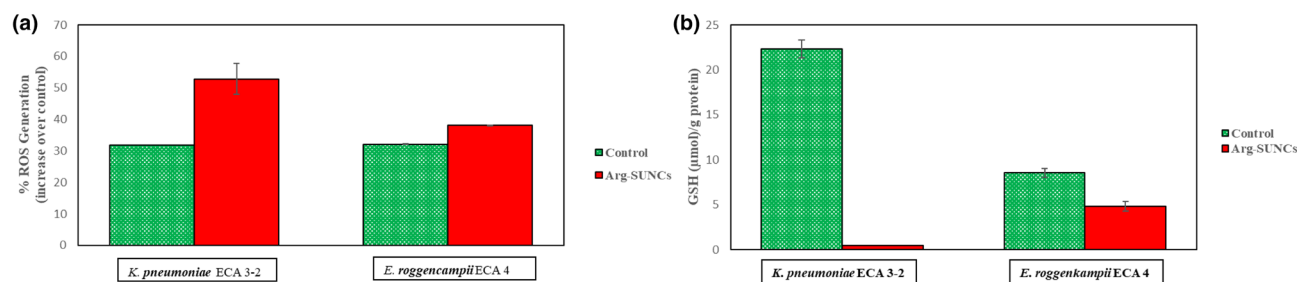 (a)
70
60
50
40
30
20
10
0
% ROS Generation
(increase over control)
K. pneumoniae ECA 3-2
E. roggencampii ECA 4
Control
Arg-SUNCs
(b)
25
20
15
10
5
0
GSH (µmol)/g protein)
K. pneumoniae ECA 3-2
E. roggenkampii ECA 4
Control
Arg-SUNCs